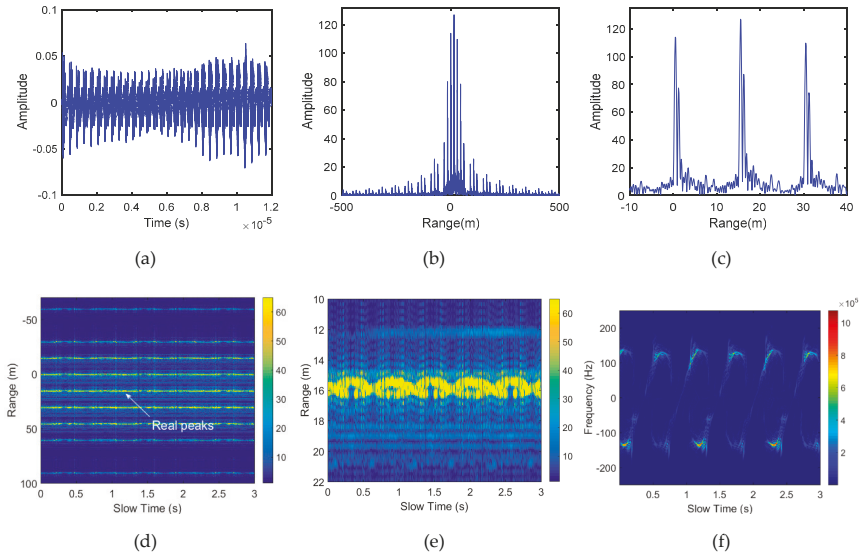 0.1
0.05
0
-0.05
-0.1
Amplitude
0 0.2 0.4 0.6 0.8 1 1.2
Time (s)
× 10⁻⁵
(a)
120
100
80
60
40
20
0
Amplitude
-500 0 500
Range(m)
(b)
120
100
80
60
40
20
0
Amplitude
-10 0 10 20 30 40
Range(m)
(c)
-50
0
50
100
Range (m)
Real peaks
0 0.5 1 1.5 2 2.5 3
Slow Time (s)
60
50
40
30
20
10
(d)
10
12
14
16
18
20
22
Range (m)
0 0.5 1 1.5 2 2.5 3
Slow Time (s)
60
50
40
30
20
10
(e)
200
100
0
-100
-200
Frequency (Hz)
0.5 1 1.5 2 2.5 3
Slow Time (s)
×10⁵
10
8
6
4
2
(f)